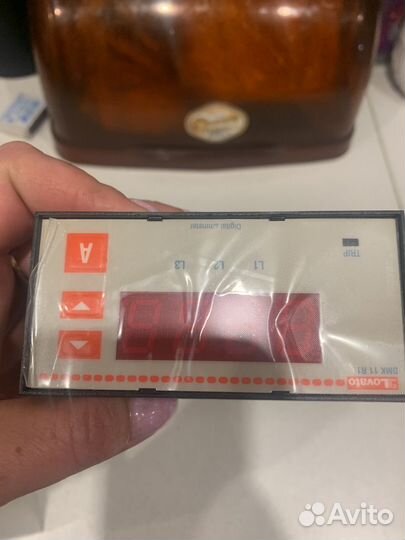 Lovato
DMK 11-R1
L1 L2 L3
TRIP
A
Digital ammeter
Avito